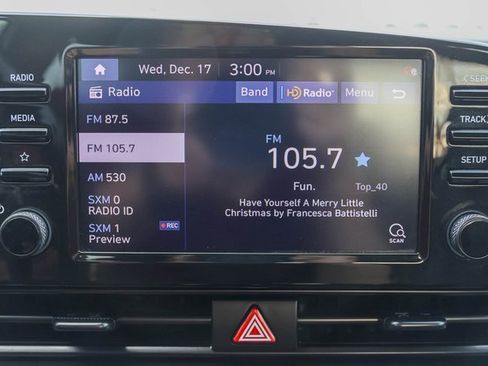 Wed, Dec. 17 3:00 PM
RADIO
MEDIA
Radio Band HD Radio Menu
FM 87.5
FM 105.7
AM 530
SXM 0
RADIO ID
SXM 1 REC
Preview
FM
105.7
Fun. Top_40
Have Yourself A Merry Little
Christmas by Francesca Battistelli
SCAN
SEEK
TRACK
SETUP